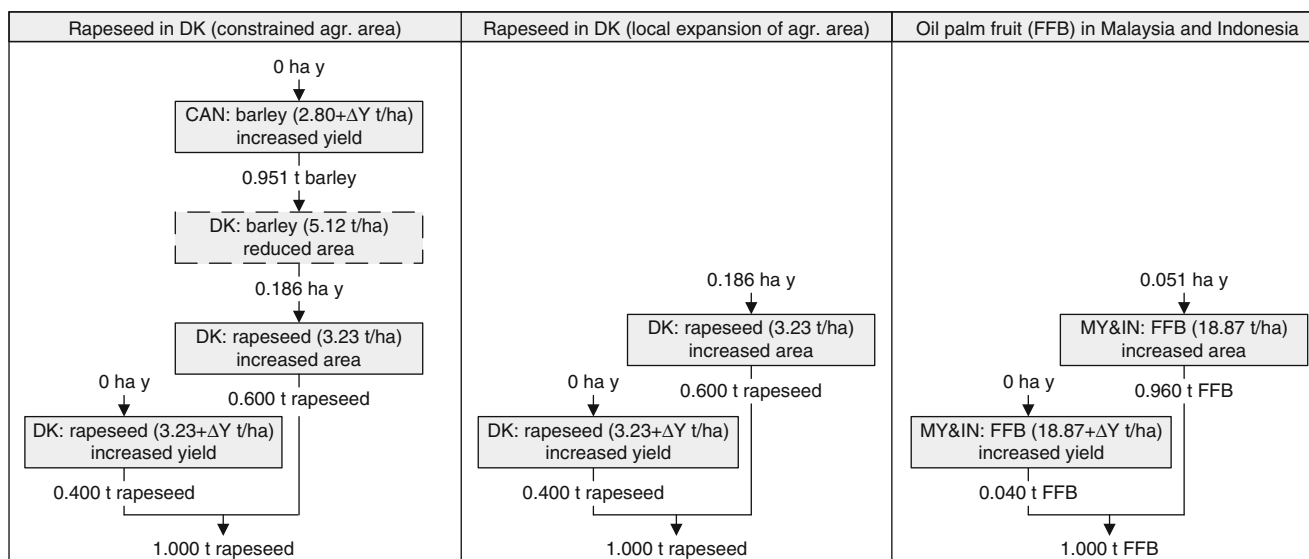 Rapeseed in DK (constrained agr. area)
0 ha y
CAN: barley (2.80+ΔY t/ha)
increased yield
0.951 t barley
DK: barley (5.12 t/ha)
reduced area
0.186 ha y
DK: rapeseed (3.23 t/ha)
increased area
0 ha y
0.600 t rapeseed
DK: rapeseed (3.23+ΔY t/ha)
increased yield
0.400 t rapeseed
1.000 t rapeseed
Rapeseed in DK (local expansion of agr. area)
0.186 ha y
DK: rapeseed (3.23 t/ha)
increased area
0 ha y
0.600 t rapeseed
DK: rapeseed (3.23+ΔY t/ha)
increased yield
0.400 t rapeseed
1.000 t rapeseed
Oil palm fruit (FFB) in Malaysia and Indonesia
0.051 ha y
MY&IN: FFB (18.87 t/ha)
increased area
0 ha y
0.960 t FFB
MY&IN: FFB (18.87+ΔY t/ha)
increased yield
0.040 t FFB
1.000 t FFB